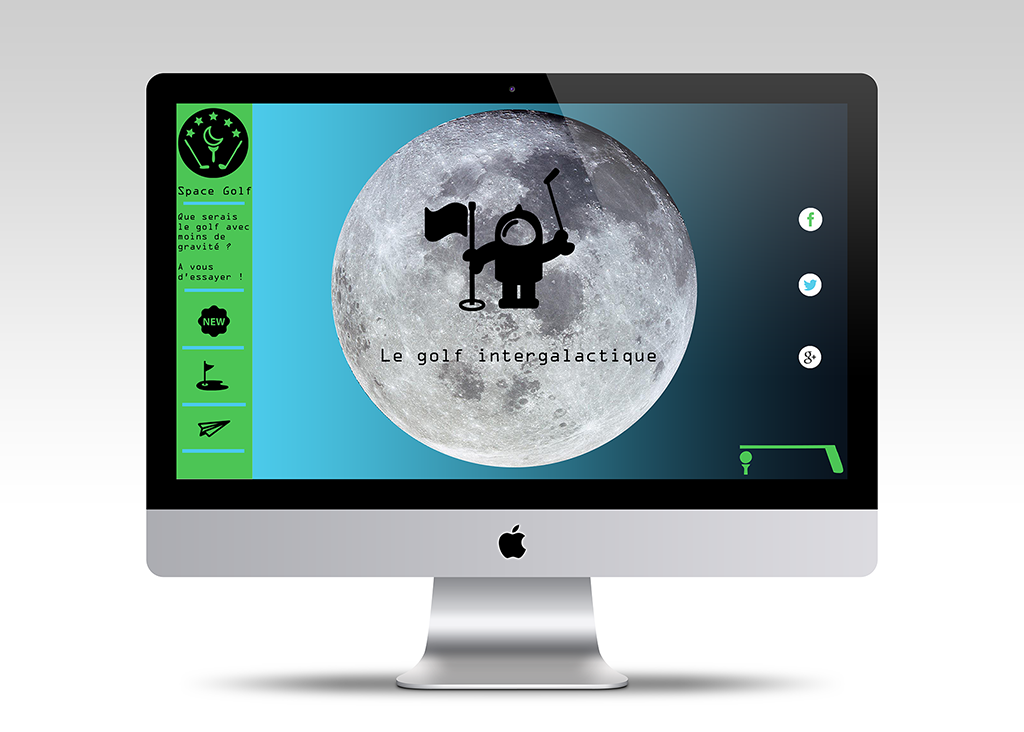 Space Golf
Que serais
le golf avec
moins de
gravité ?
A vous
d'essayer !
NEW
Le golf intergalactique
f
g+